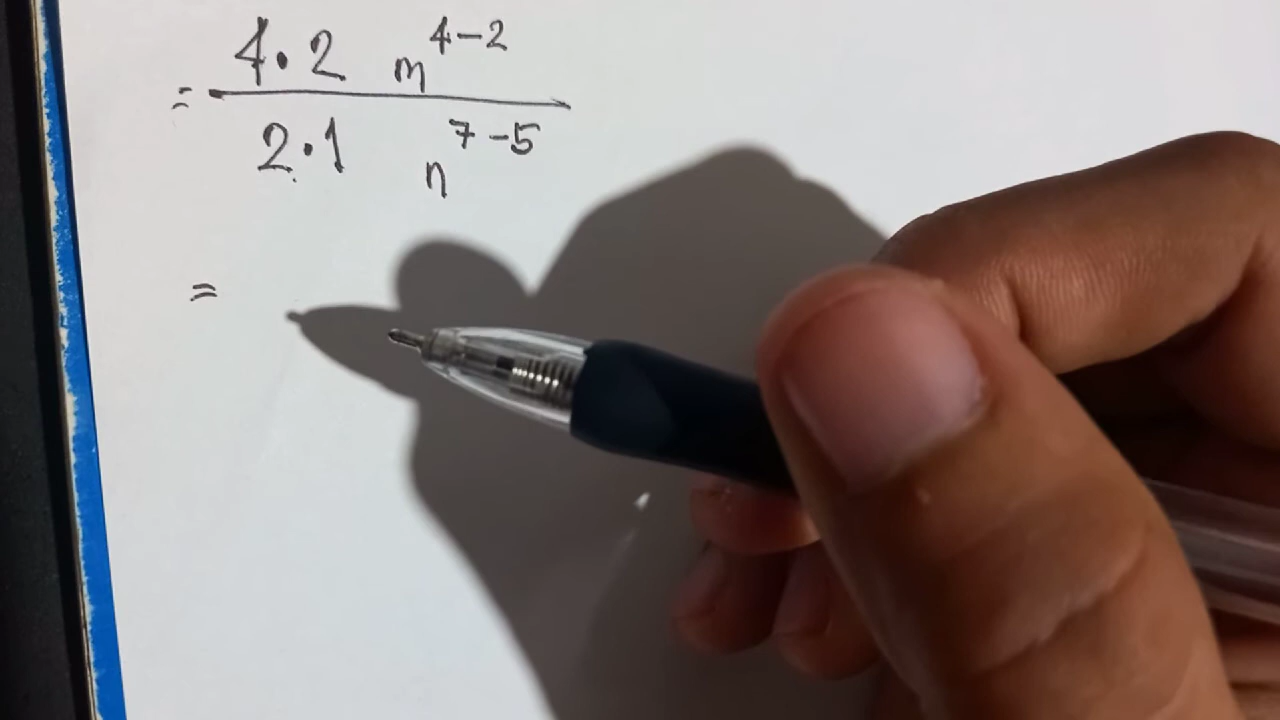 = 4·2 m^{4-2}
2·1 n^{7-5}
=